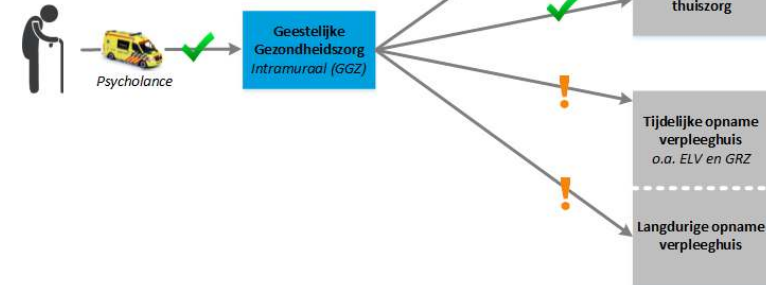 thuiszorg
Geestelijke
Gezondheidszorg
Intramuraal (GGZ)
Psycholance
Tijdelijke opname
verpleeghuis
o.a. ELV en GRZ
Langdurige opname
verpleeghuis